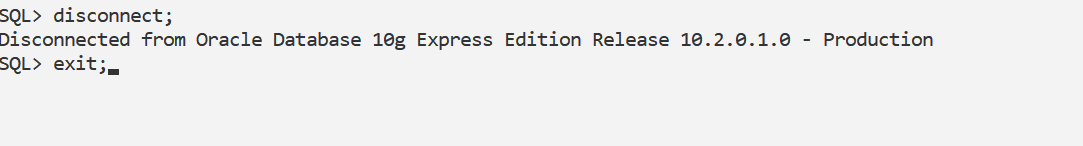 SQL> disconnect;
Disconnected from Oracle Database 10g Express Edition Release 10.2.0.1.0 - Production
SQL> exit;